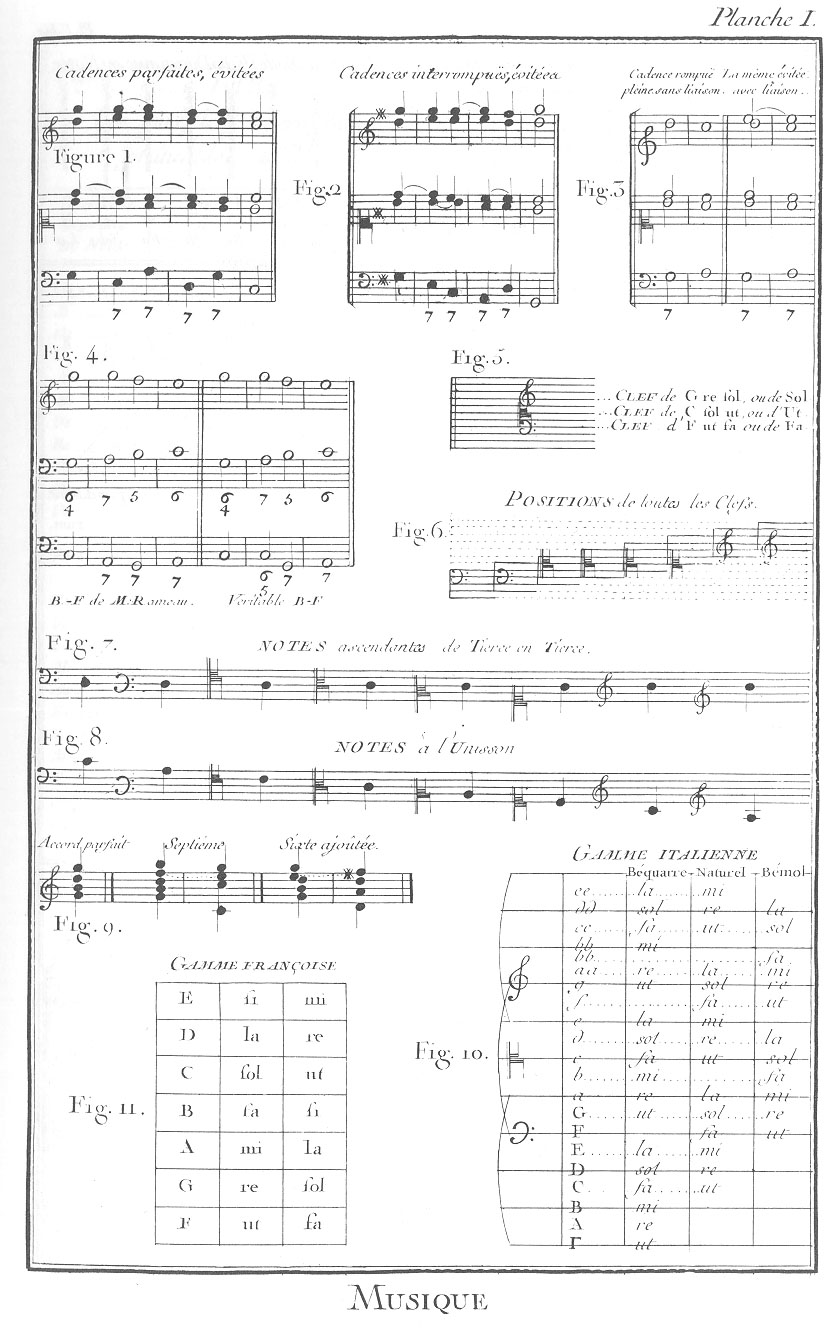 Planche I.
Cadences parfaites, évitées
Cadences interrompuës, évitées
Cadence rompuë
pleine. sans liaison.
La même évitée.
avec liaison.
Figure 1.
Fig. 2
Fig. 3
7 7 7 7
7 7 7 7
7 7 7
Fig. 4.
6 7 5 6 6 7 5 6
4 4
7 7 7 6 7 7
5
B.-F de M. Rameau. Veritable B-F
Fig. 5.
...CLEF de G re sol, ou de Sol
...CLEF de C sol ut, ou d'Ut
...CLEF d'F ut fa ou de Fa
POSITIONS de toutes les Clefs.
Fig. 6.
Fig. 7.
NOTES ascendantes de Tierce en Tierce.
Fig. 8.
NOTES à l'Unisson
Accord parfait Septième Sixte ajoûtée.
Fig. 9.
GAMME ITALIENNE
Béquarre Naturel Bémol
ee la mi
dd sol re la
cc fa ut sol
bb mi
bb fa
aa re la mi
g ut sol re
f fa ut
e la mi
d sol re la
c fa ut sol
b mi fa
a re la mi
G ut sol re
F fa ut
E la mi
D sol re
C fa ut
B mi
A re
Γ ut
Fig. 10.
GAMME FRANÇOISE
E si mi
D la re
C sol ut
B fa si
A mi la
G re sol
F ut fa
Fig. 11.
MUSIQUE